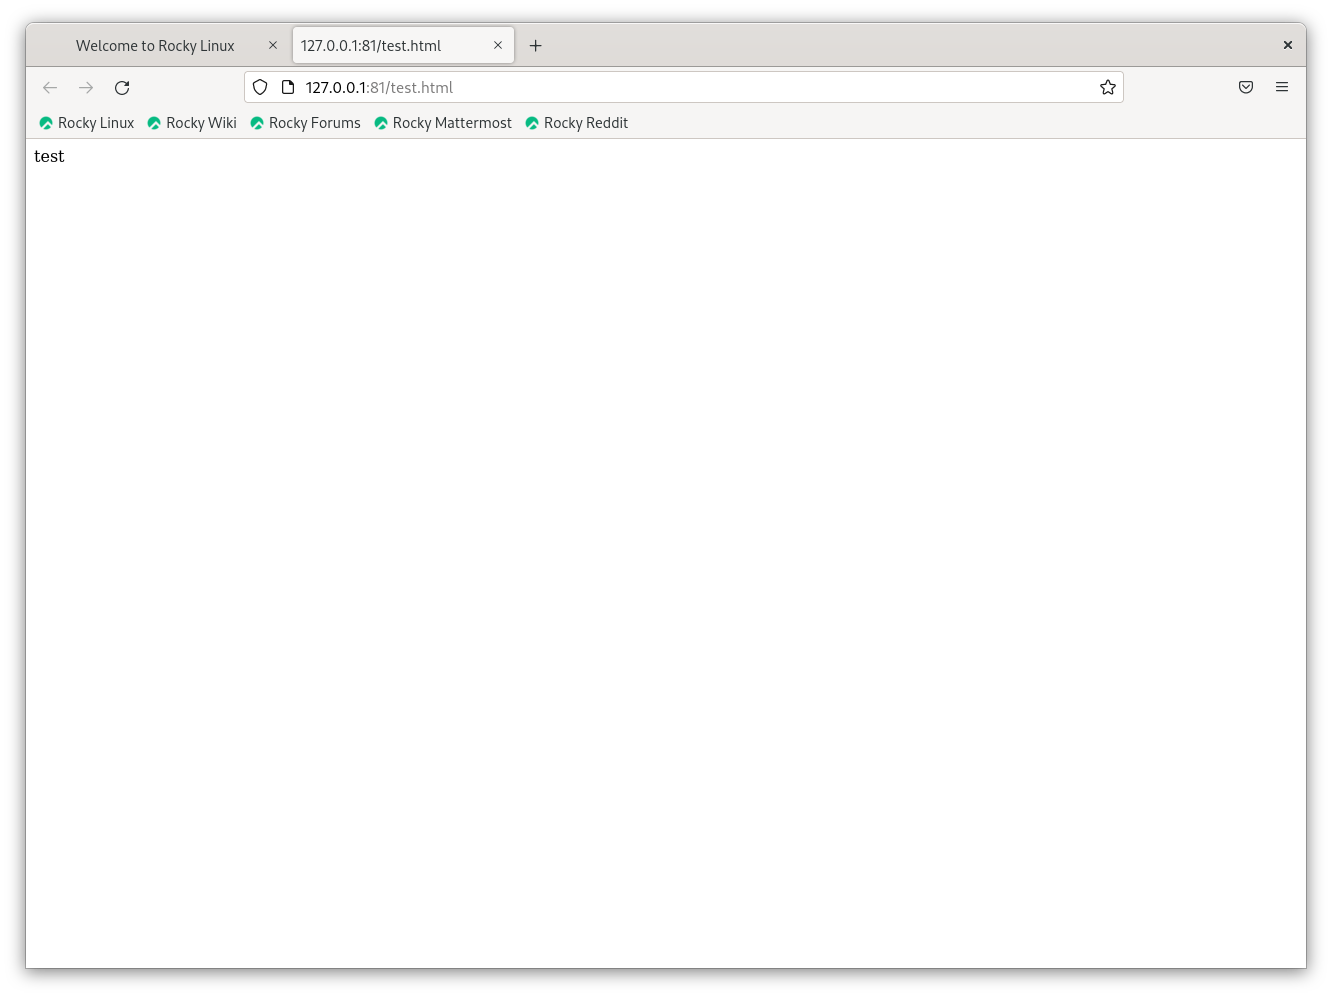 Welcome to Rocky Linux 127.0.0.1:81/test.html
127.0.0.1:81/test.html
Rocky Linux Rocky Wiki Rocky Forums Rocky Mattermost Rocky Reddit
test